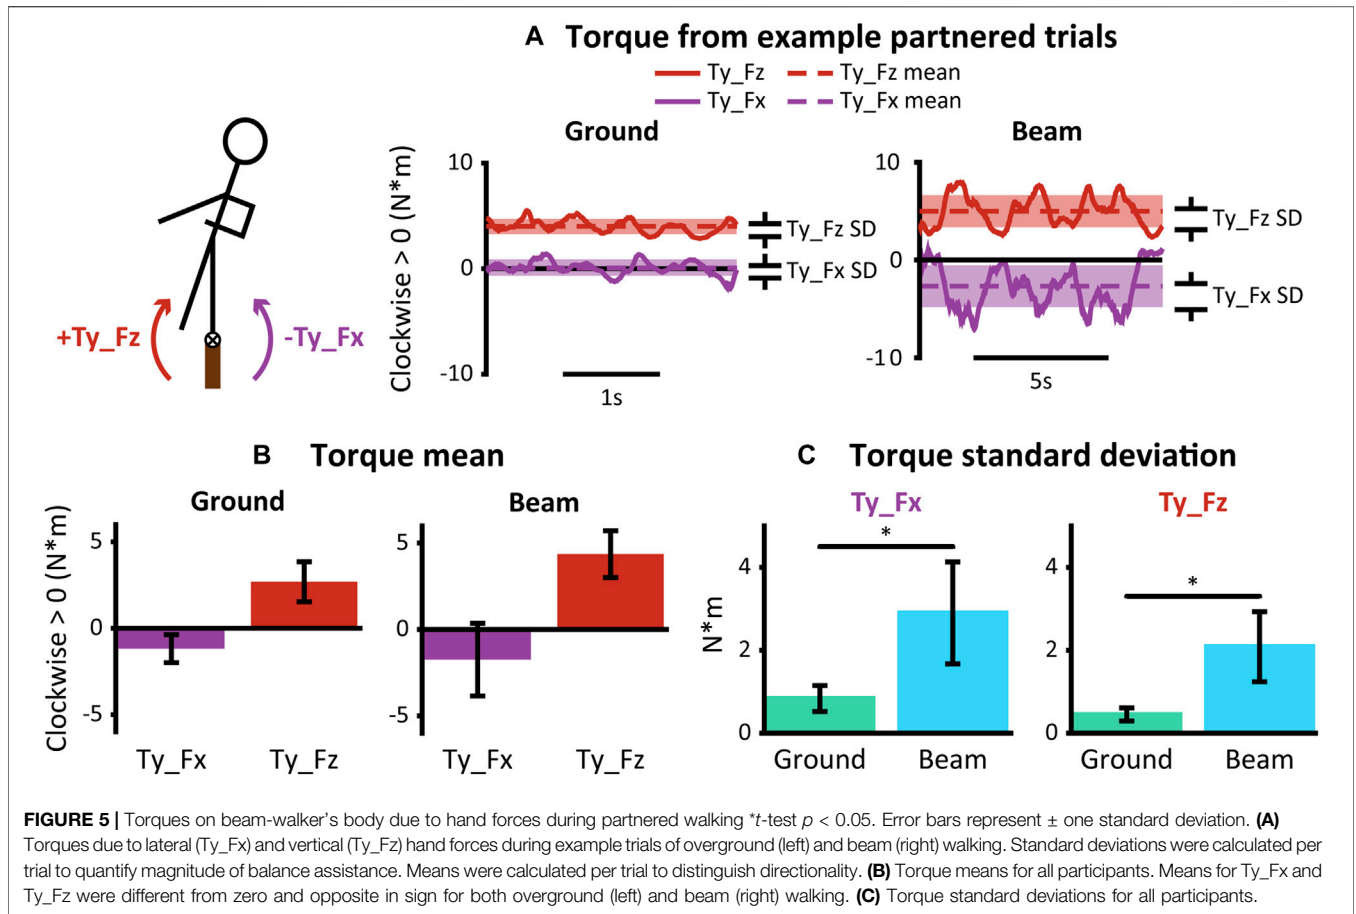 A Torque from example partnered trials
Ty_Fz Ty_Fz mean
Ty_Fx Ty_Fx mean
Ground
Beam
Clockwise > 0 (N*m)
10
0
-10
1s
Ty_Fz SD
Ty_Fx SD
10
0
-10
5s
Ty_Fz SD
Ty_Fx SD
+Ty_Fz
-Ty_Fx
B Torque mean
Ground
Beam
Clockwise > 0 (N*m)
5
0
-5
Ty_Fx Ty_Fz
5
0
-5
Ty_Fx Ty_Fz
C Torque standard deviation
Ty_Fx
Ty_Fz
N*m
4
2
0
*
Ground Beam
4
2
0
*
Ground Beam
FIGURE 5 | Torques on beam-walker's body due to hand forces during partnered walking *t-test p < 0.05. Error bars represent ± one standard deviation. (A)
Torques due to lateral (Ty_Fx) and vertical (Ty_Fz) hand forces during example trials of overground (left) and beam (right) walking. Standard deviations were calculated per
trial to quantify magnitude of balance assistance. Means were calculated per trial to distinguish directionality. (B) Torque means for all participants. Means for Ty_Fx and
Ty_Fz were different from zero and opposite in sign for both overground (left) and beam (right) walking. (C) Torque standard deviations for all participants.